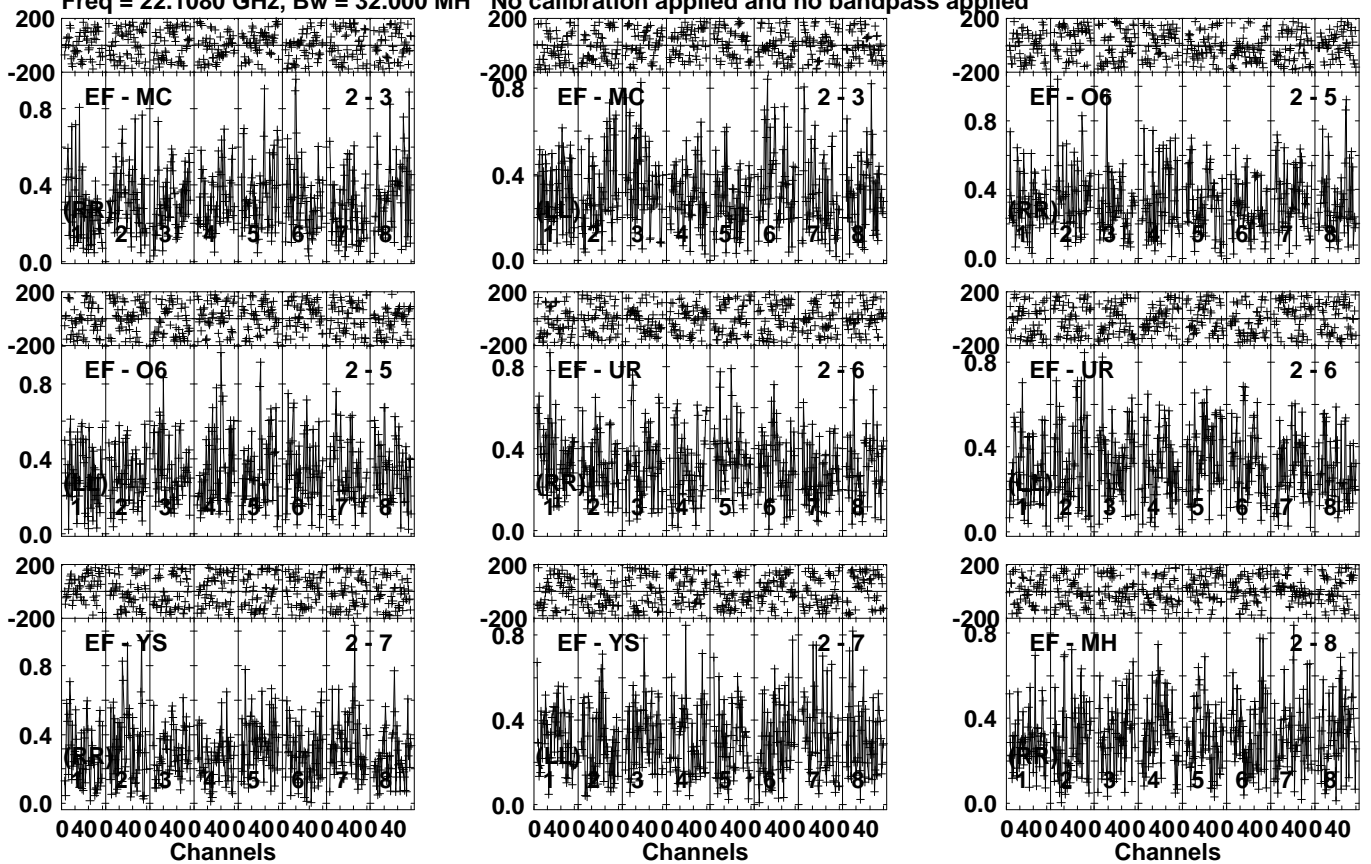 Freq = 22.1080 GHz, Bw = 32.000 MH No calibration applied and no bandpass applied
200 200 200
-200 -200 -200
EF - MC 2 - 3 EF - MC 2 - 3 EF - O6 2 - 5
0.8 0.8 0.8
0.4 0.4 0.4
(RR) (LL) (RR)
1 2 3 4 5 6 7 8 1 2 3 4 5 6 7 8 1 2 3 4 5 6 7 8
0.0 0.0 0.0
200 200 200
-200 -200 -200
EF - O6 2 - 5 EF - UR 2 - 6 EF - UR 2 - 6
0.8 0.8 0.8
0.4 0.4 0.4
(LL) (RR) (LL)
1 2 3 4 5 6 7 8 1 2 3 4 5 6 7 8 1 2 3 4 5 6 7 8
0.0 0.0 0.0
200 200 200
-200 -200 -200
EF - YS 2 - 7 EF - YS 2 - 7 EF - MH 2 - 8
0.8 0.8 0.8
0.4 0.4 0.4
(RR) (LL) (RR)
1 2 3 4 5 6 7 8 1 2 3 4 5 6 7 8 1 2 3 4 5 6 7 8
0.0 0.0 0.0
0 40 0 40 0 40 0 40 0 40 0 40 0 40 0 40 0 40 0 40 0 40 0 40 0 40 0 40 0 40 0 40 0 40 0 40 0 40 0 40 0 40 0 40 0 40 0 40
Channels Channels Channels